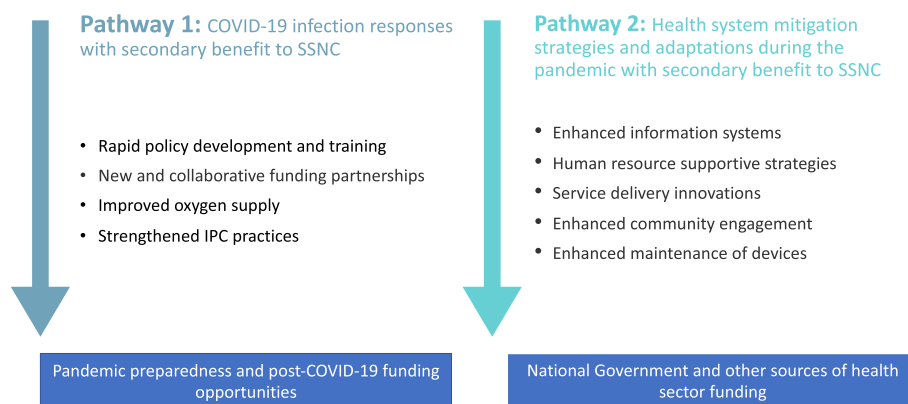 Pathway 1: COVID-19 infection responses
with secondary benefit to SSNC
• Rapid policy development and training
• New and collaborative funding partnerships
• Improved oxygen supply
• Strengthened IPC practices
Pandemic preparedness and post-COVID-19 funding
opportunities
Pathway 2: Health system mitigation
strategies and adaptations during the
pandemic with secondary benefit to SSNC
• Enhanced information systems
• Human resource supportive strategies
• Service delivery innovations
• Enhanced community engagement
• Enhanced maintenance of devices
National Government and other sources of health
sector funding